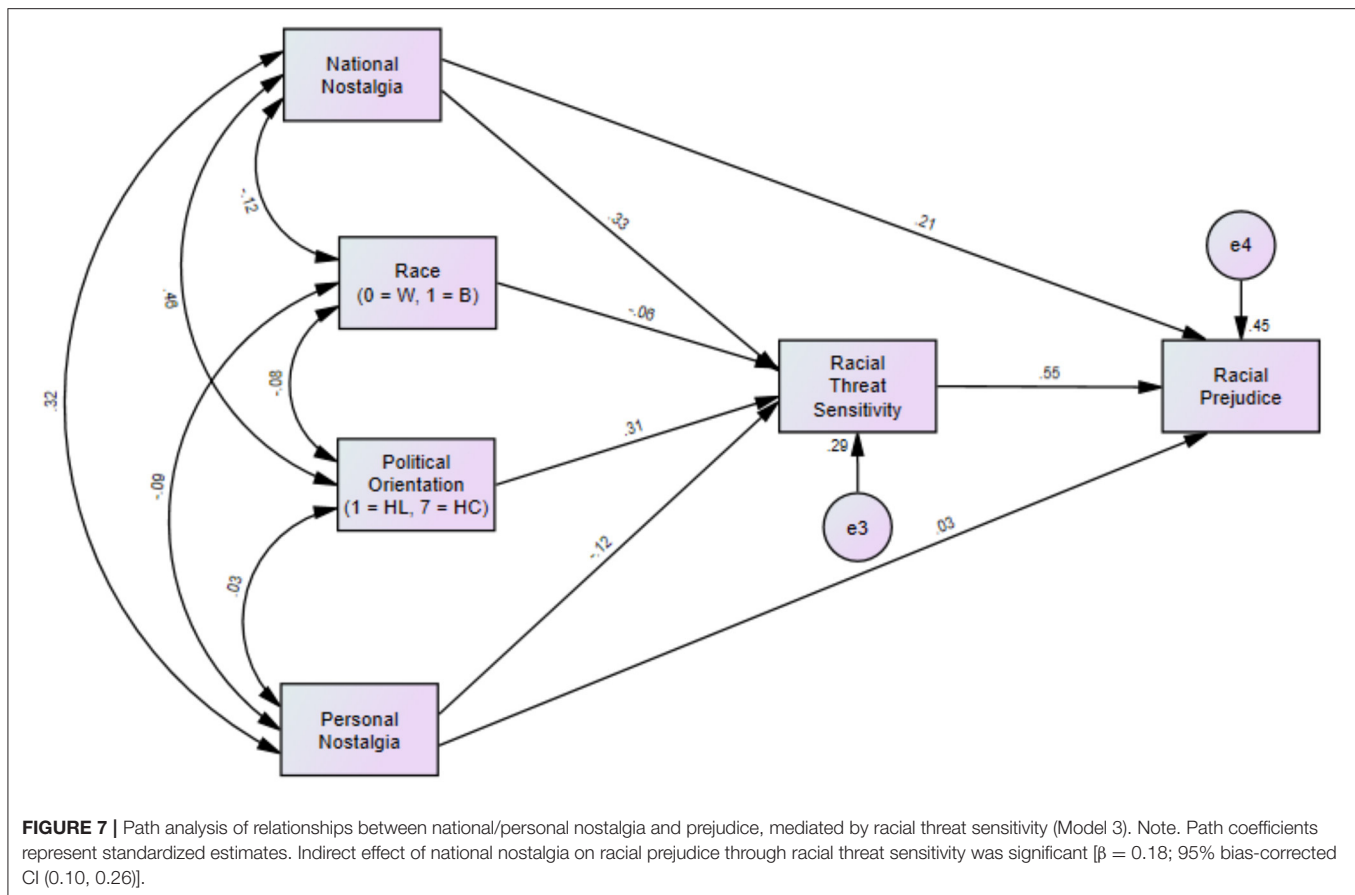 National
Nostalgia
-.12
.33
.21
Race
(0 = W, 1 = B)
e4
.46
-.06
.45
.32
-.08
Racial
Threat
Sensitivity
.55
Racial
Prejudice
-.09
Political
Orientation
(1 = HL, 7 = HC)
.31
.29
e3
.03
-.12
.03
Personal
Nostalgia
FIGURE 7 | Path analysis of relationships between national/personal nostalgia and prejudice, mediated by racial threat sensitivity (Model 3). Note. Path coefficients
represent standardized estimates. Indirect effect of national nostalgia on racial prejudice through racial threat sensitivity was significant [β = 0.18; 95% bias-corrected
CI (0.10, 0.26)].